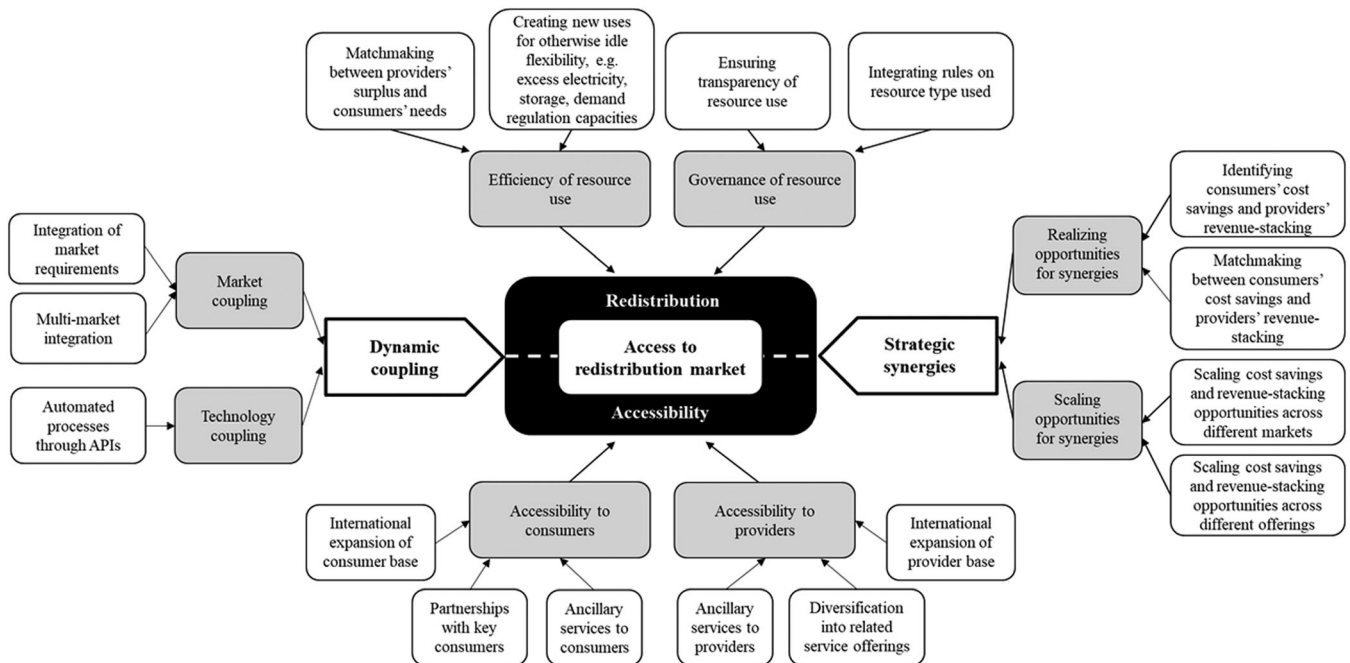 Matchmaking
between providers'
surplus and
consumers' needs
Creating new uses
for otherwise idle
flexibility, e.g.
excess electricity,
storage, demand
regulation capacities
Ensuring
transparency of
resource use
Integrating rules on
resource type used
Efficiency of resource
use
Governance of resource
use
Integration of
market
requirements
Multi-market
integration
Market
coupling
Automated
processes
through APIs
Technology
coupling
Dynamic
coupling
Redistribution
Access to
redistribution market
Accessibility
Strategic
synergies
Realizing
opportunities
for synergies
Scaling
opportunities
for synergies
Identifying
consumers' cost
savings and providers'
revenue-stacking
Matchmaking
between consumers'
cost savings and
providers' revenue-
stacking
Scaling cost savings
and revenue-stacking
opportunities across
different markets
Scaling cost savings
and revenue-stacking
opportunities across
different offerings
Accessibility to
consumers
Accessibility to
providers
International
expansion of
consumer base
Partnerships
with key
consumers
Ancillary
services to
consumers
Ancillary
services to
providers
Diversification
into related
service offerings
International
expansion of
provider base